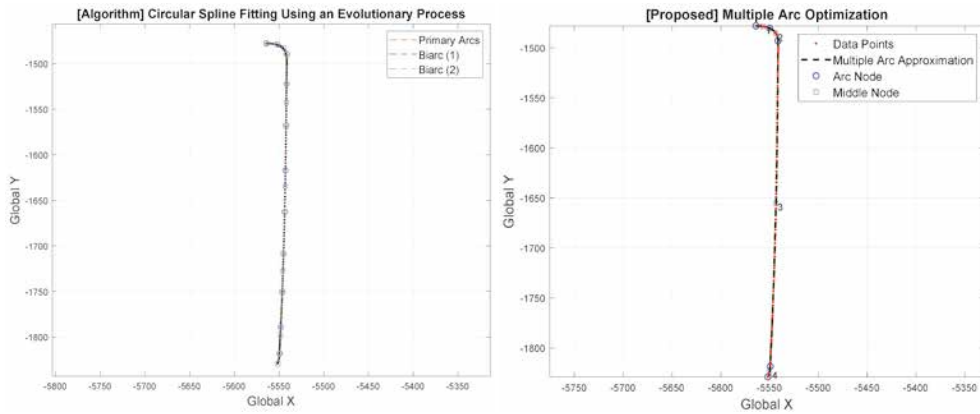 [Algorithm] Circular Spline Fitting Using an Evolutionary Process
Primary Arcs
Biarc (1)
Biarc (2)
-1500
-1550
-1600
-1650
-1700
-1750
-1800
Global Y
-5800 -5750 -5700 -5650 -5600 -5550 -5500 -5450 -5400 -5350
Global X
[Proposed] Multiple Arc Optimization
Data Points
Multiple Arc Approximation
Arc Node
Middle Node
-1500
-1550
-1600
-1650
-1700
-1750
-1800
Global Y
3
4
-5750 -5700 -5650 -5600 -5550 -5500 -5450 -5400 -5350
Global X